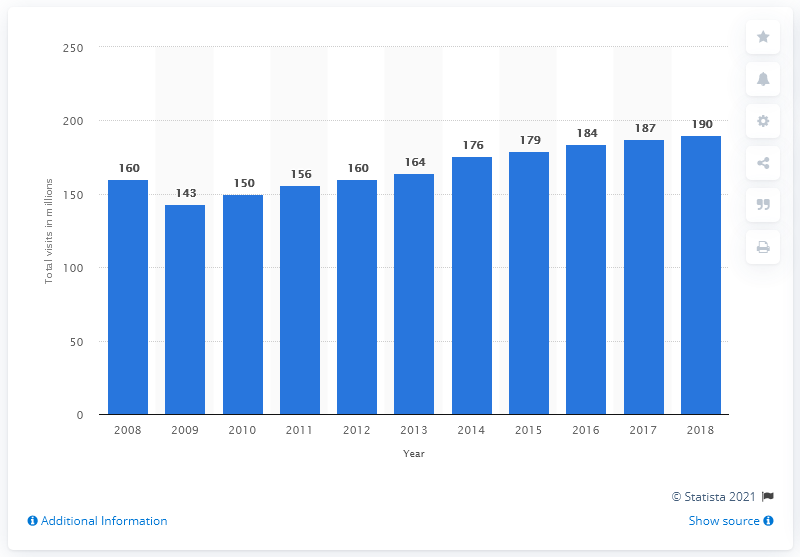 250
200
150
100
50
0
Total visits in millions
160
143
150
156
160
164
176
179
184
187
190
2008 2009 2010 2011 2012 2013 2014 2015 2016 2017 2018
Year
© Statista 2021
Additional Information
Show source